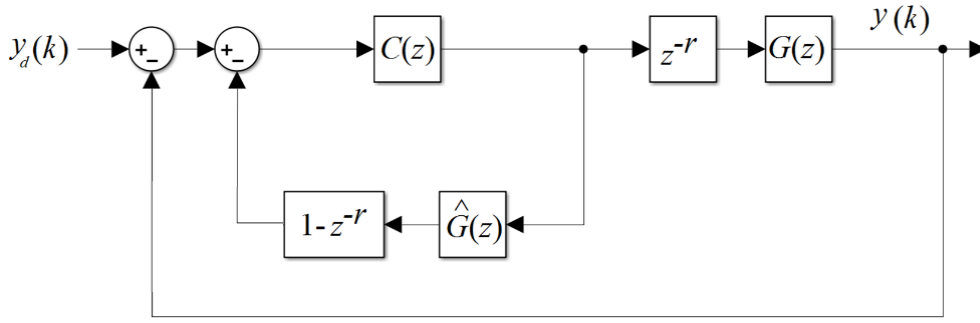 y(k)
y_d(k)
+
-
+
-
C(z)
z^{-r}
G(z)
1-z^{-r}
Ĝ(z)